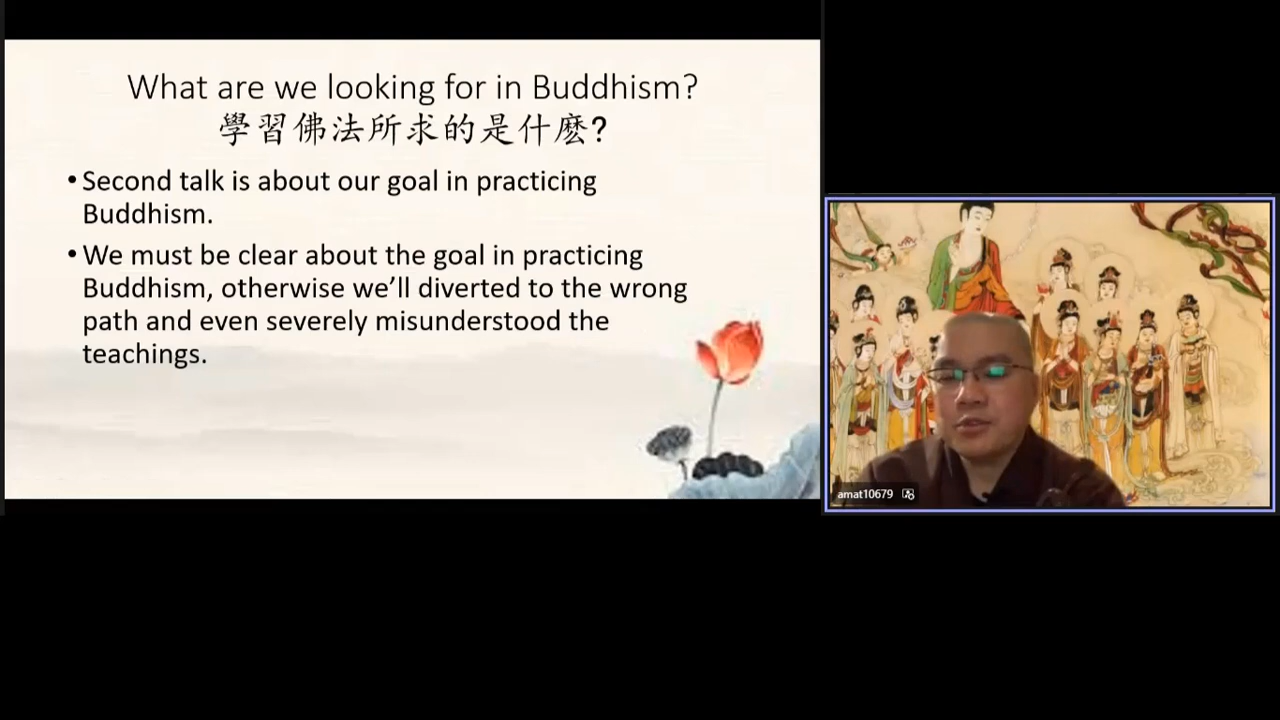 What are we looking for in Buddhism?
學習佛法所求的是什麽?
• Second talk is about our goal in practicing
Buddhism.
• We must be clear about the goal in practicing
Buddhism, otherwise we’ll diverted to the wrong
path and even severely misunderstood the
teachings.
amat10679